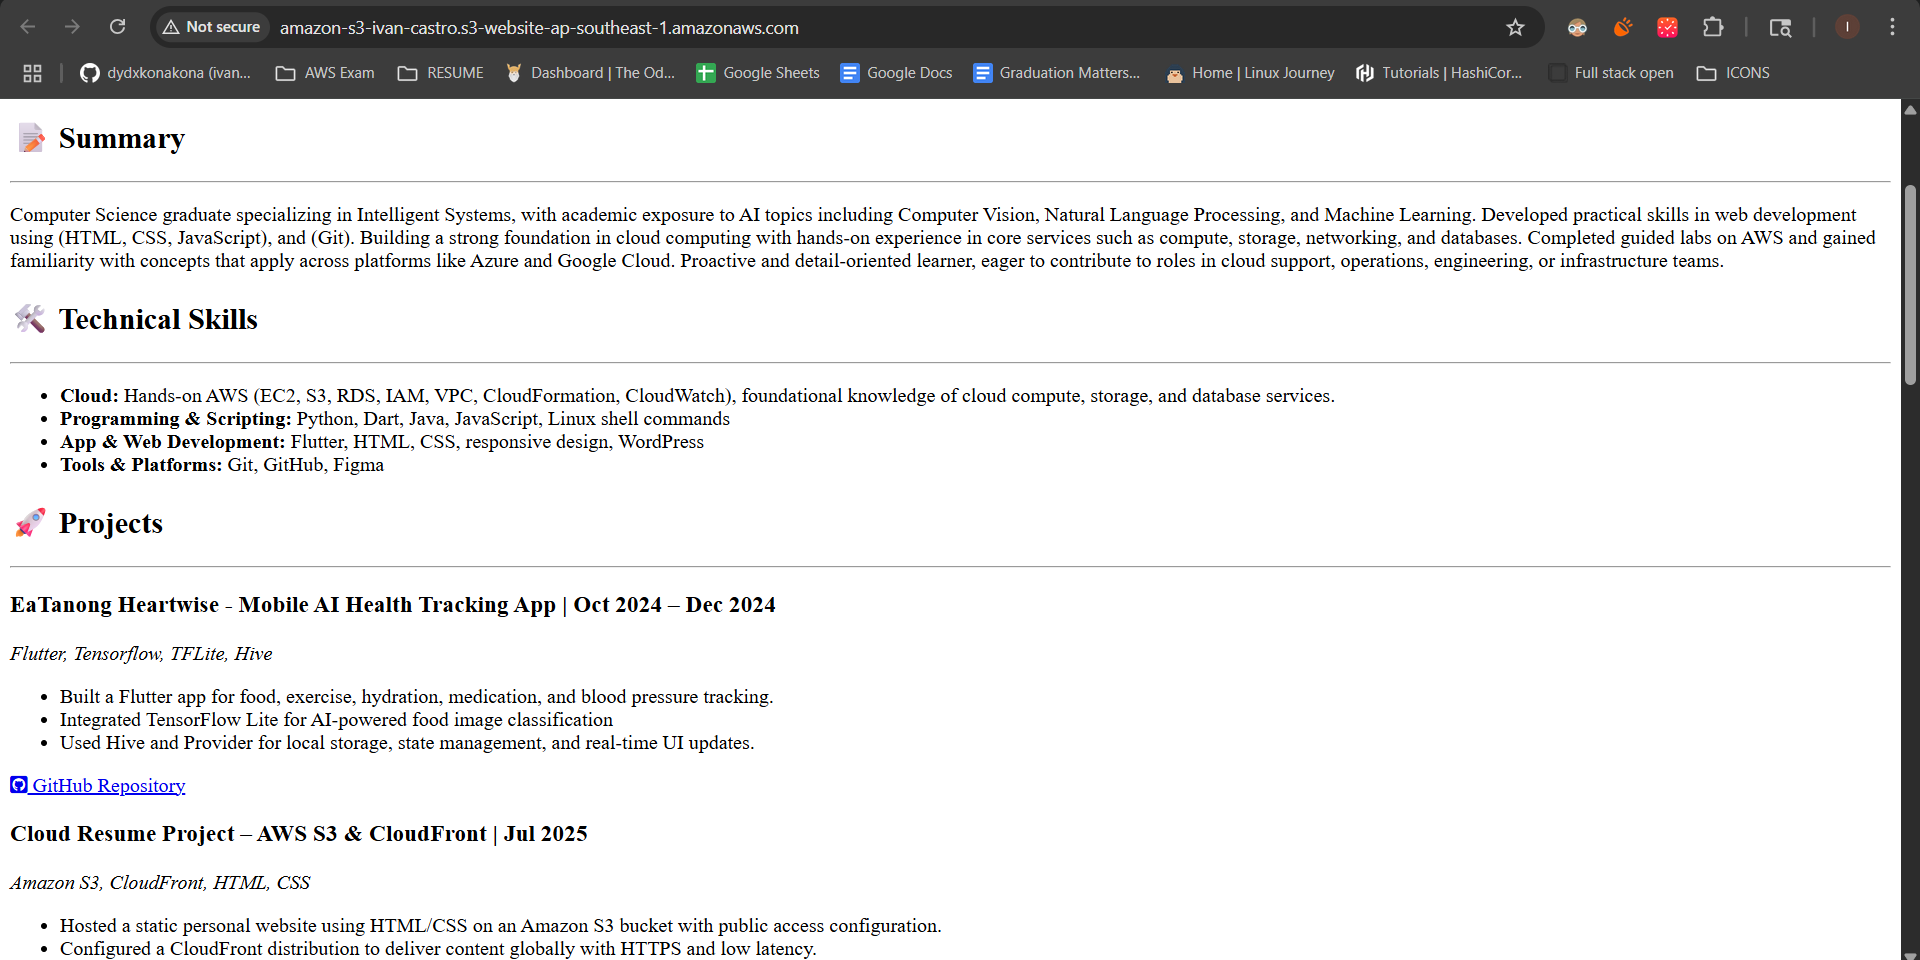 Not secure
amazon-s3-ivan-castro.s3-website-ap-southeast-1.amazonaws.com
I
dydxkonakona (ivan...
AWS Exam
RESUME
Dashboard | The Od...
Google Sheets
Google Docs
Graduation Matters...
Home | Linux Journey
Tutorials | HashiCor...
Full stack open
ICONS
Summary
Computer Science graduate specializing in Intelligent Systems, with academic exposure to AI topics including Computer Vision, Natural Language Processing, and Machine Learning. Developed practical skills in web development
using (HTML, CSS, JavaScript), and (Git). Building a strong foundation in cloud computing with hands-on experience in core services such as compute, storage, networking, and databases. Completed guided labs on AWS and gained
familiarity with concepts that apply across platforms like Azure and Google Cloud. Proactive and detail-oriented learner, eager to contribute to roles in cloud support, operations, engineering, or infrastructure teams.
Technical Skills
• Cloud: Hands-on AWS (EC2, S3, RDS, IAM, VPC, CloudFormation, CloudWatch), foundational knowledge of cloud compute, storage, and database services.
• Programming & Scripting: Python, Dart, Java, JavaScript, Linux shell commands
• App & Web Development: Flutter, HTML, CSS, responsive design, WordPress
• Tools & Platforms: Git, GitHub, Figma
Projects
EaTanong Heartwise - Mobile AI Health Tracking App | Oct 2024 – Dec 2024
Flutter, Tensorflow, TFLite, Hive
• Built a Flutter app for food, exercise, hydration, medication, and blood pressure tracking.
• Integrated TensorFlow Lite for AI-powered food image classification
• Used Hive and Provider for local storage, state management, and real-time UI updates.
GitHub Repository
Cloud Resume Project – AWS S3 & CloudFront | Jul 2025
Amazon S3, CloudFront, HTML, CSS
• Hosted a static personal website using HTML/CSS on an Amazon S3 bucket with public access configuration.
• Configured a CloudFront distribution to deliver content globally with HTTPS and low latency.